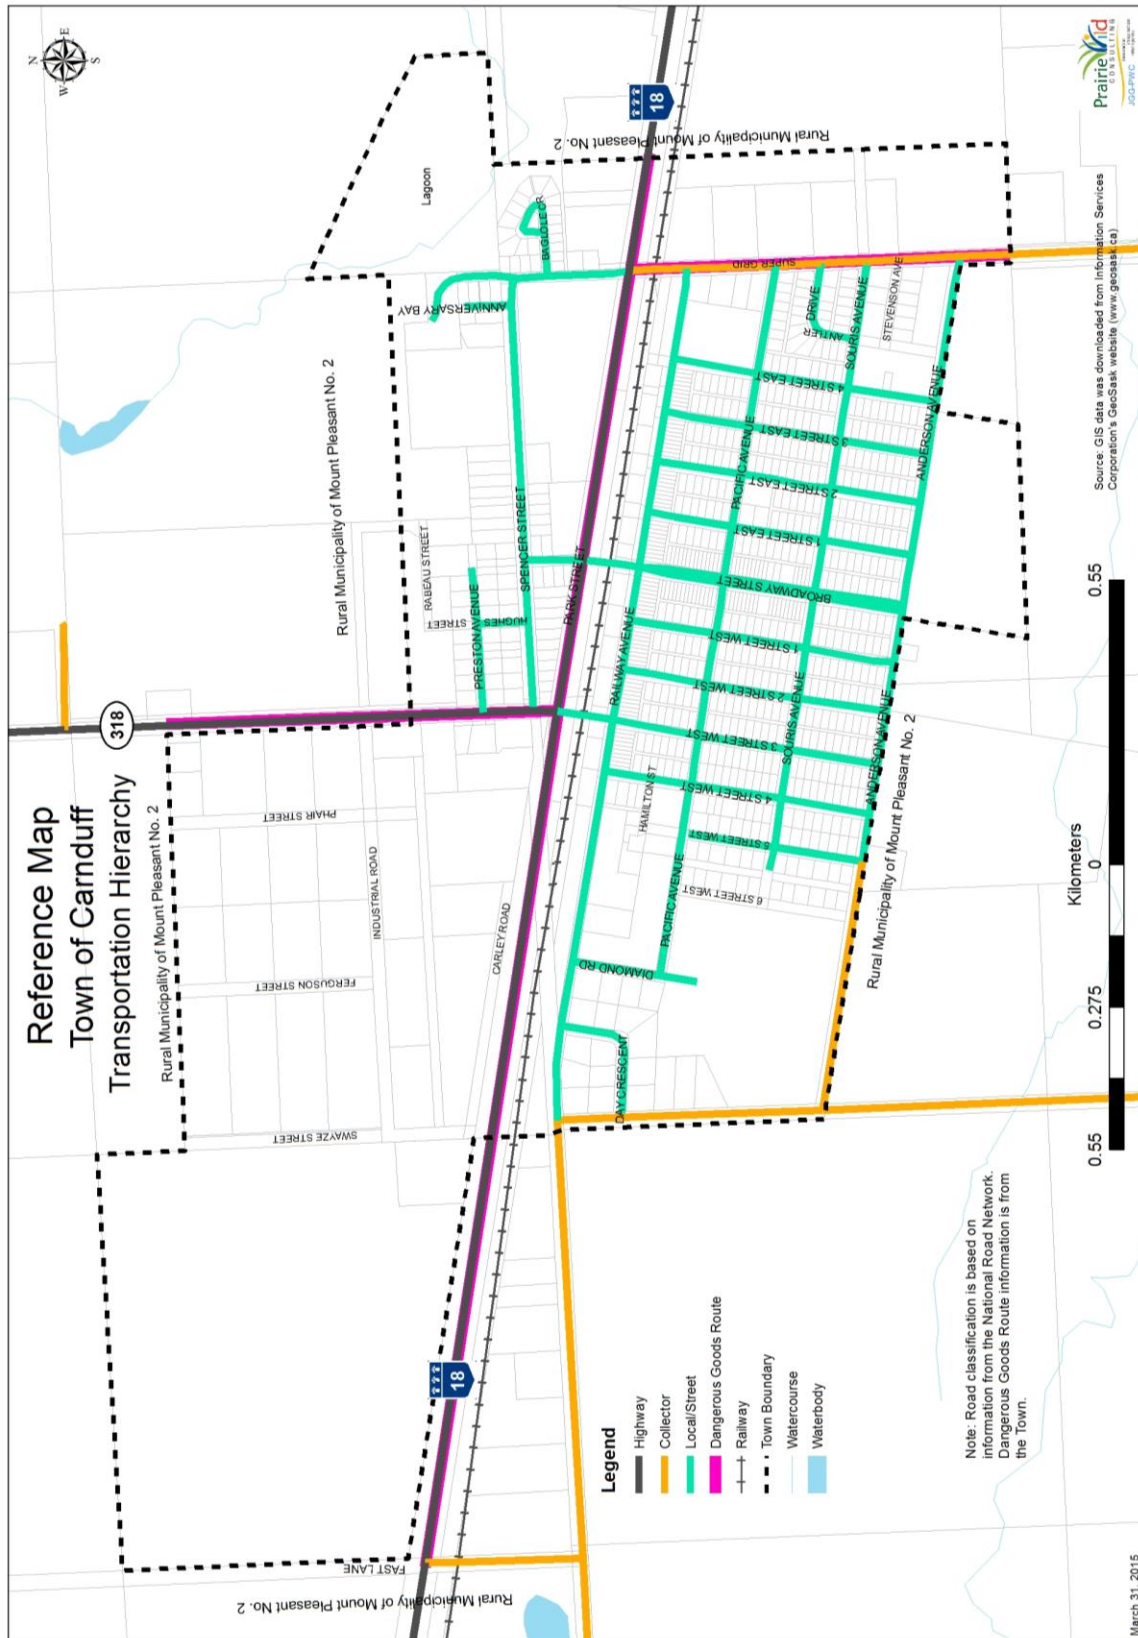 Reference Map
Town of Carnduff
Transportation Hierarchy
N
E
S
W
318
18
18
Rural Municipality of Mount Pleasant No. 2
Rural Municipality of Mount Pleasant No. 2
Rural Municipality of Mount Pleasant No. 2
Rural Municipality of Mount Pleasant No. 2
Rural Municipality of Mount Pleasant No. 2
Lagoon
FAST LANE
SWAYZE STREET
FERGUSON STREET
PHAIR STREET
INDUSTRIAL ROAD
CARLEY ROAD
RABEAU STREET
PRESTON AVENUE
HUGHES STREET
SPENCER STREET
PARK STREET
ANNIVERSARY BAY
BAGLOLE CR
SUPER GRID
RAILWAY AVENUE
PACIFIC AVENUE
PACIFIC AVENUE
SOURIS AVENUE
SOURIS AVENUE
ANDERSON AVENUE
ANDERSON AVENUE
STEVENSON AVE
ANTLER DRIVE
4 STREET EAST
3 STREET EAST
2 STREET EAST
1 STREET EAST
BROADWAY STREET
1 STREET WEST
2 STREET WEST
3 STREET WEST
4 STREET WEST
6 STREET WEST
HAMILTON ST
DIAMOND RD
DAY CRESCENT
Legend
Highway
Collector
Local/Street
Dangerous Goods Route
Railway
Town Boundary
Watercourse
Waterbody
Note: Road classification is based on
information from the National Road Network.
Dangerous Goods Route information is from
the Town.
0.55
0.275
0
0.55
Kilometers
Source: GIS data was downloaded from Information Services
Corporation's GeoSask website (www.geosask.ca)
March 31, 2015
PrairieWild
CONSULTING
JGG-PWC